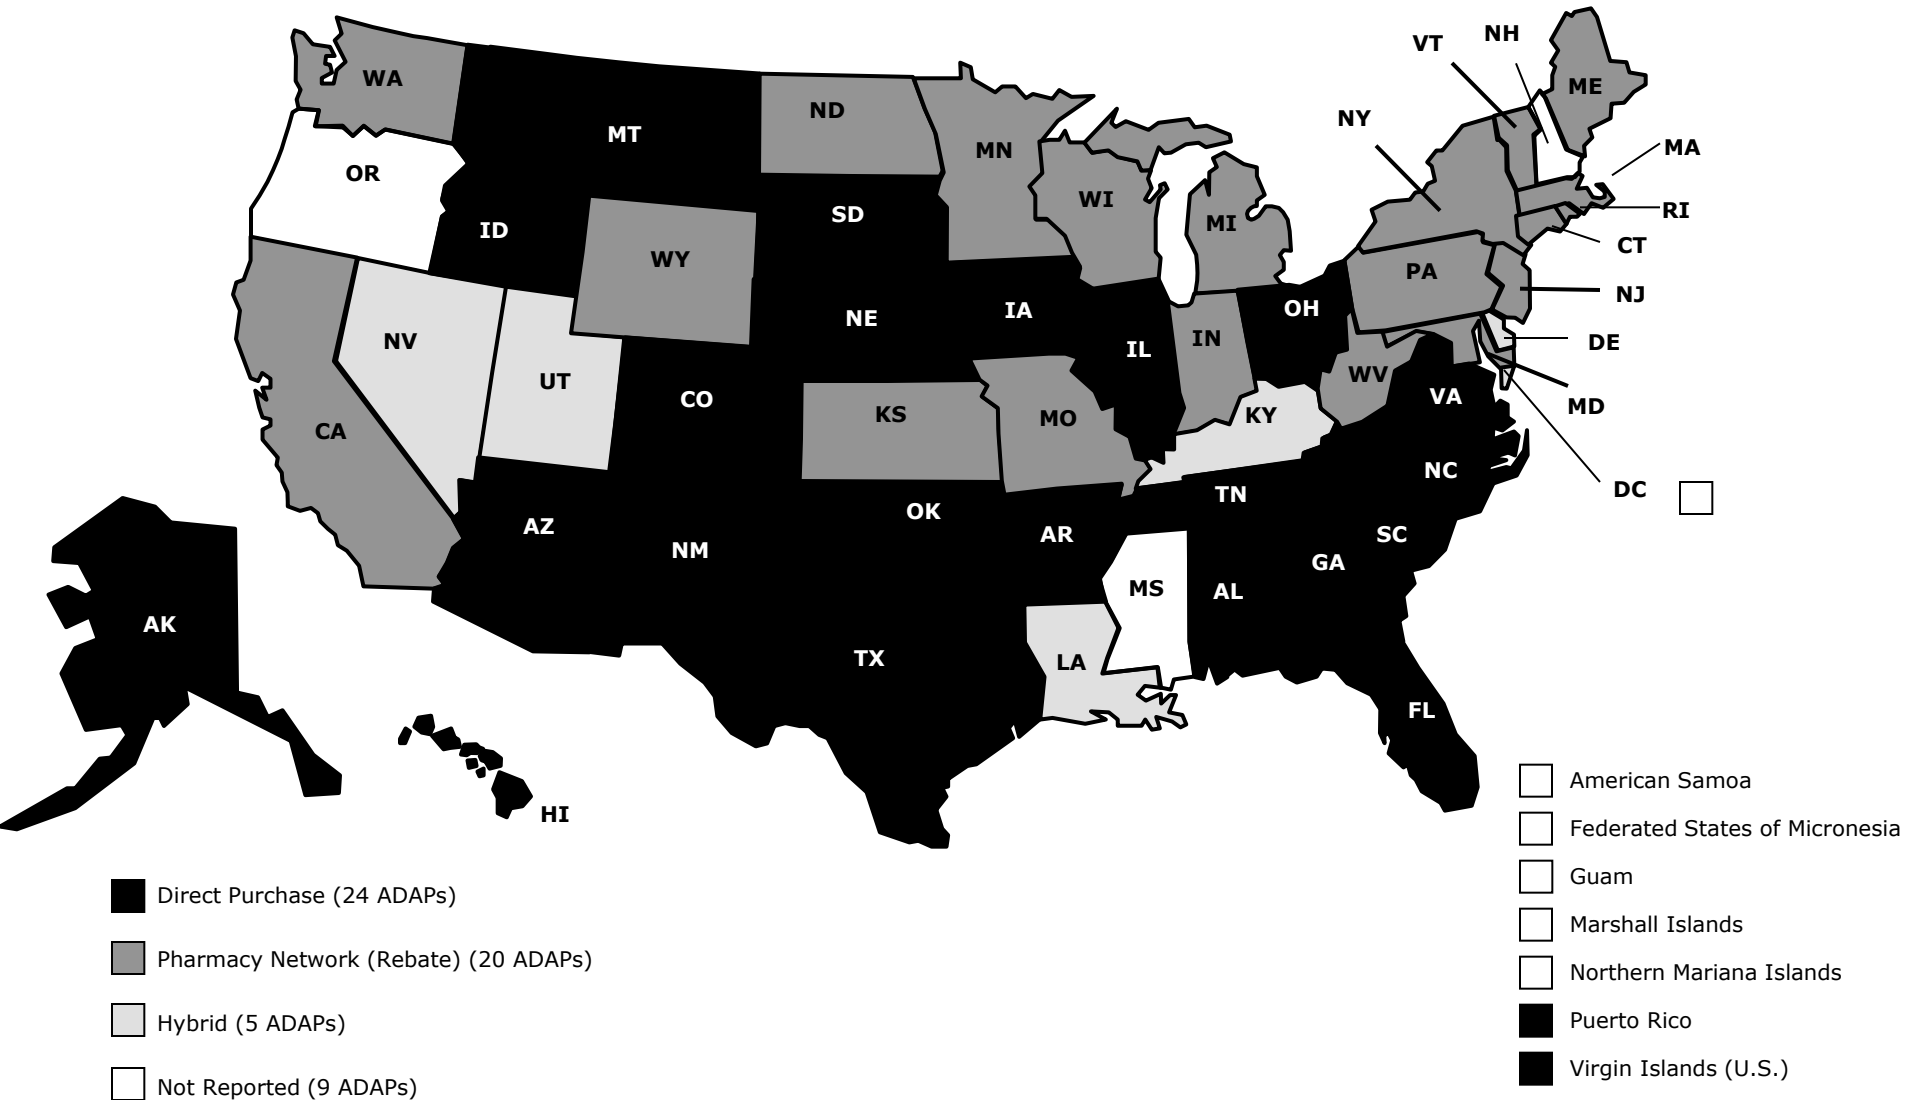 VT
NH
WA
ND
ME
MT
NY
MN
MA
OR
WI
SD
RI
ID
MI
CT
WY
PA
NJ
NE
IA
OH
IN
DE
NV
IL
UT
WV
CO
VA
MD
KS
KY
MO
CA
NC
DC
TN
OK
AZ
AR
SC
NM
GA
MS
AL
AK
TX
LA
FL
HI
American Samoa
Federated States of Micronesia
Guam
Marshall Islands
Northern Mariana Islands
Puerto Rico
Virgin Islands (U.S.)
Direct Purchase (24 ADAPs)
Pharmacy Network (Rebate) (20 ADAPs)
Hybrid (5 ADAPs)
Not Reported (9 ADAPs)